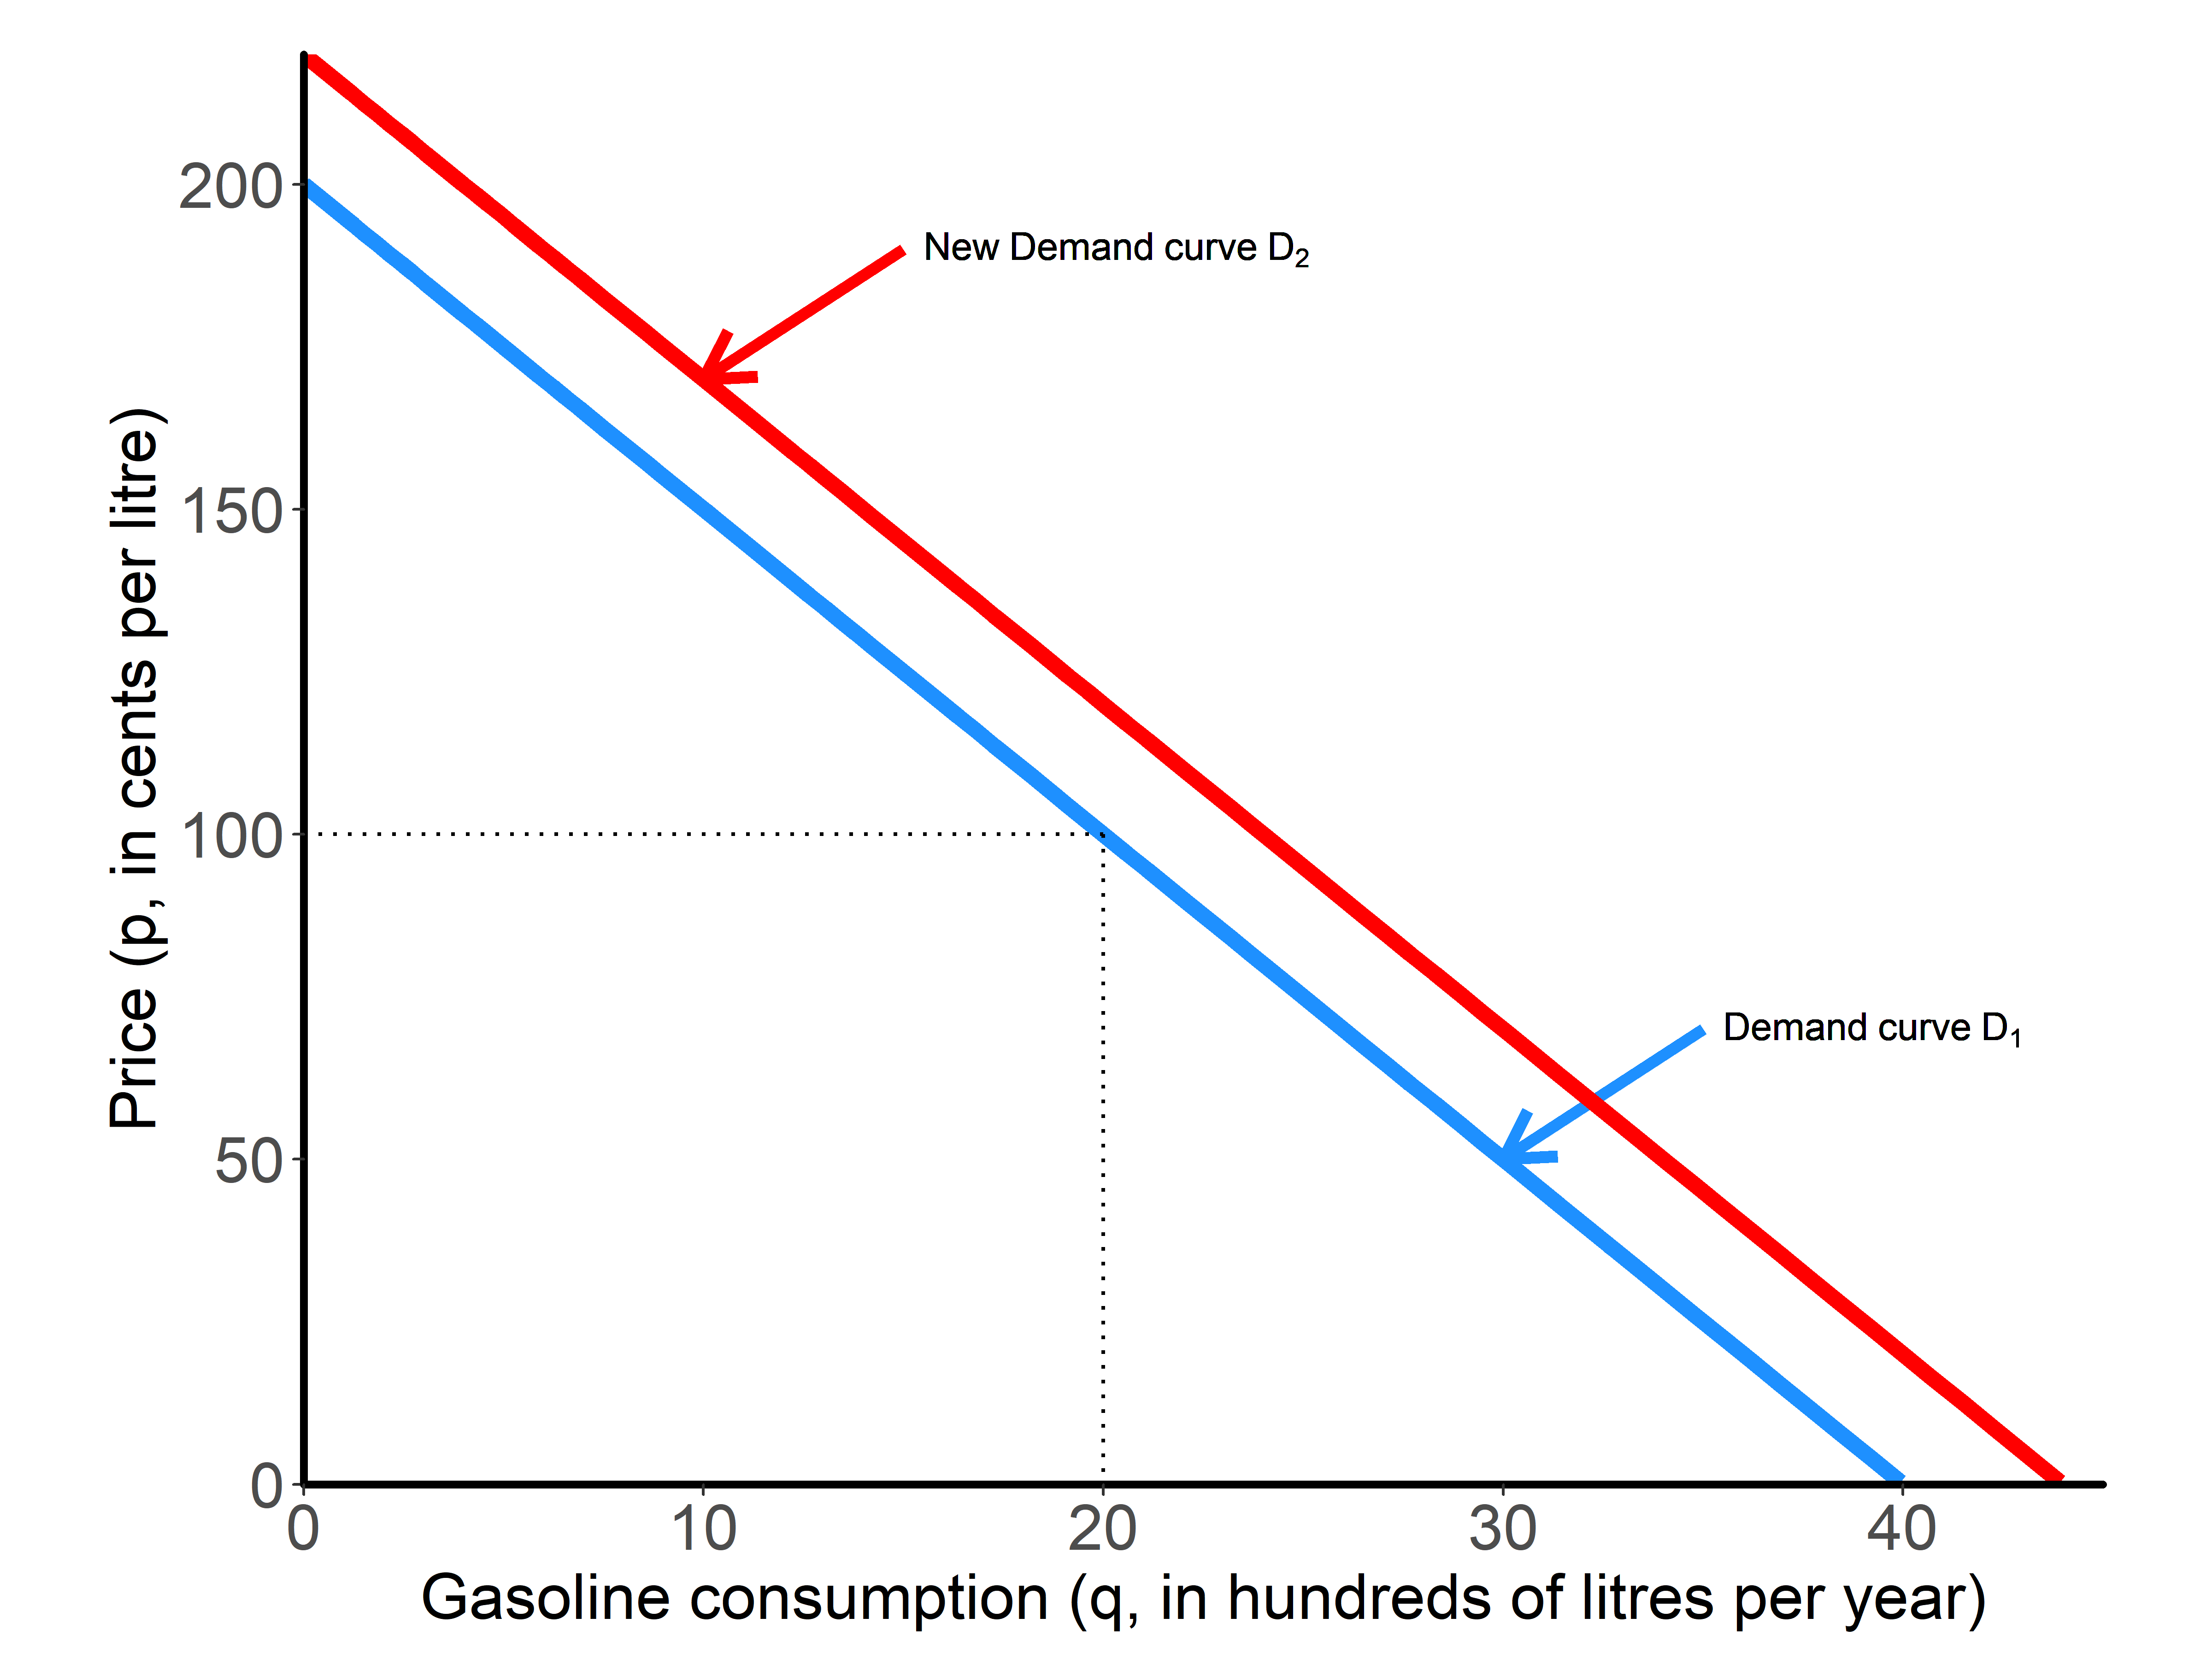 Price (p, in cents per litre)
200
150
100
50
0
New Demand curve D₂
Demand curve D₁
0 10 20 30 40
Gasoline consumption (q, in hundreds of litres per year)